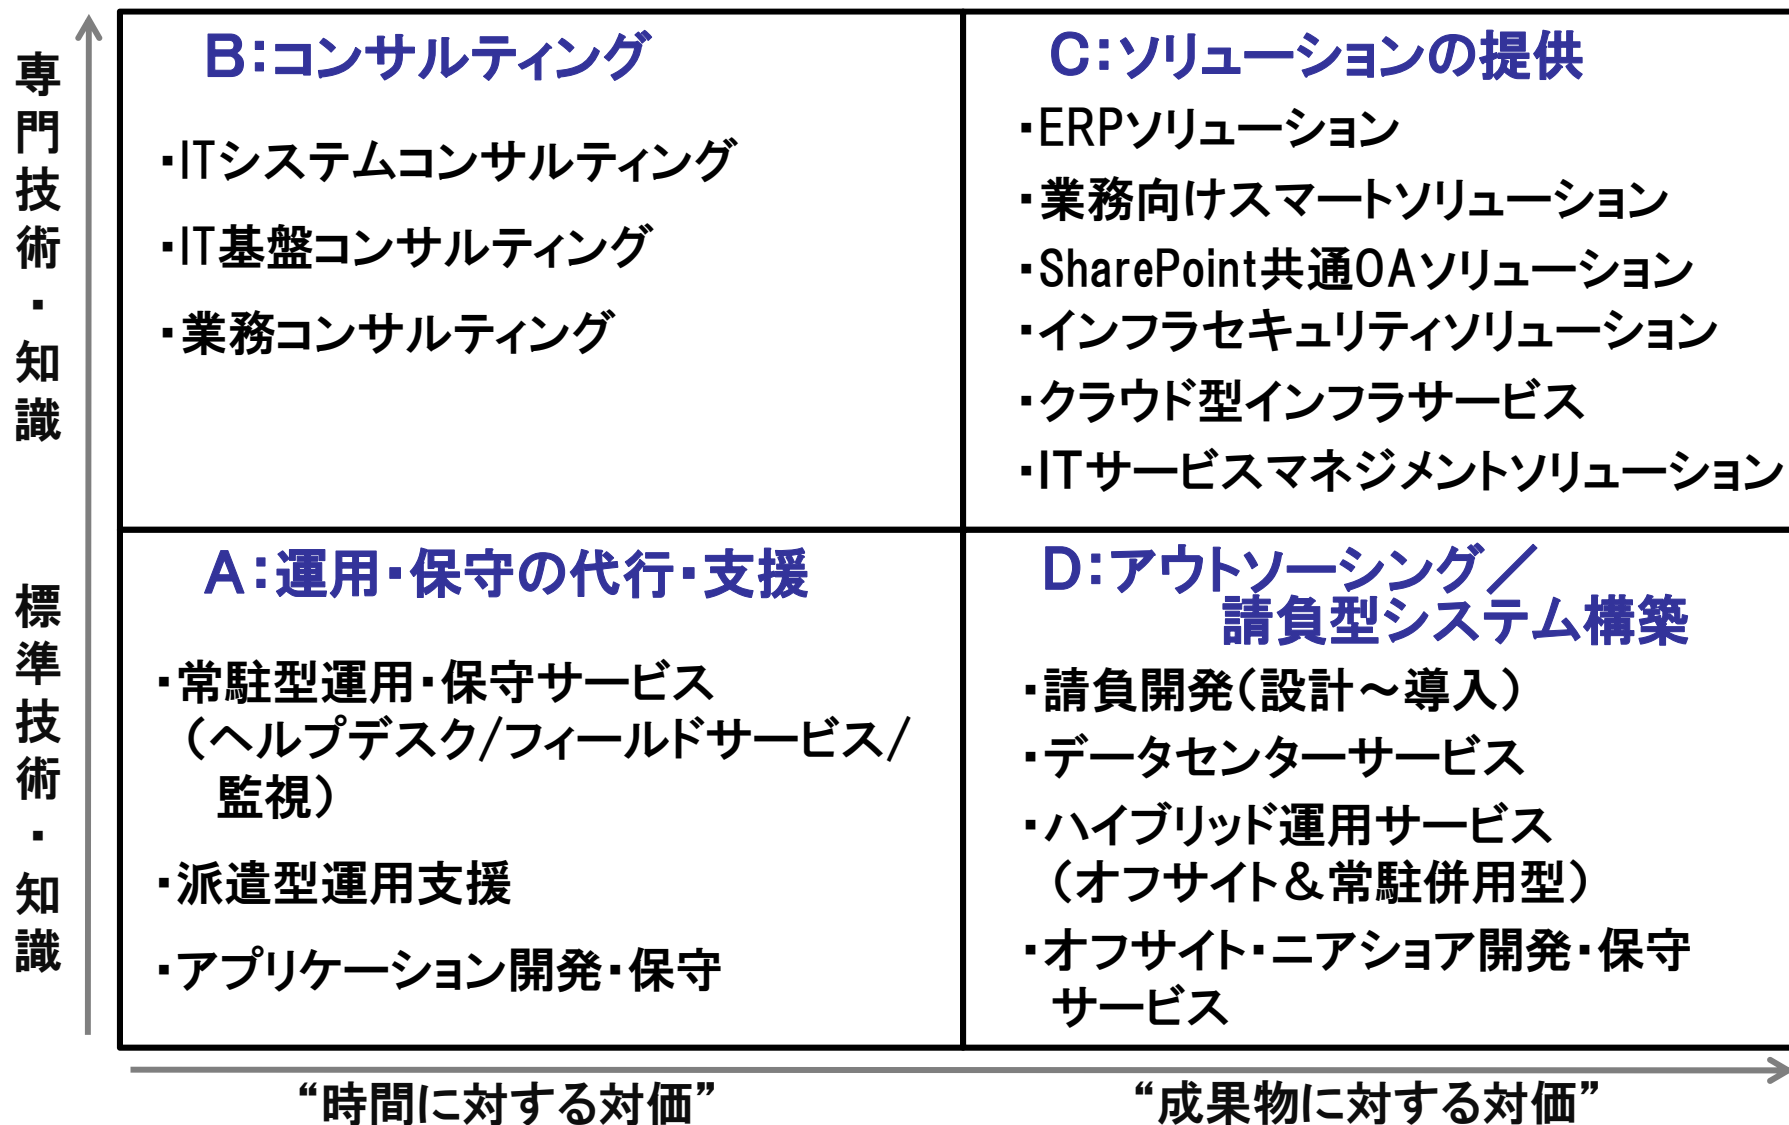 専門技術・知識
標準技術・知識
B:コンサルティング
・ITシステムコンサルティング
・IT基盤コンサルティング
・業務コンサルティング
C:ソリューションの提供
・ERPソリューション
・業務向けスマートソリューション
・SharePoint共通OAソリューション
・インフラセキュリティソリューション
・クラウド型インフラサービス
・ITサービスマネジメントソリューション
A:運用・保守の代行・支援
・常駐型運用・保守サービス
(ヘルプデスク/フィールドサービス/
監視)
・派遣型運用支援
・アプリケーション開発・保守
D:アウトソーシング/
請負型システム構築
・請負開発(設計~導入)
・データセンターサービス
・ハイブリッド運用サービス
(オフサイト&常駐併用型)
・オフサイト・ニアショア開発・保守
サービス
“時間に対する対価”
“成果物に対する対価”